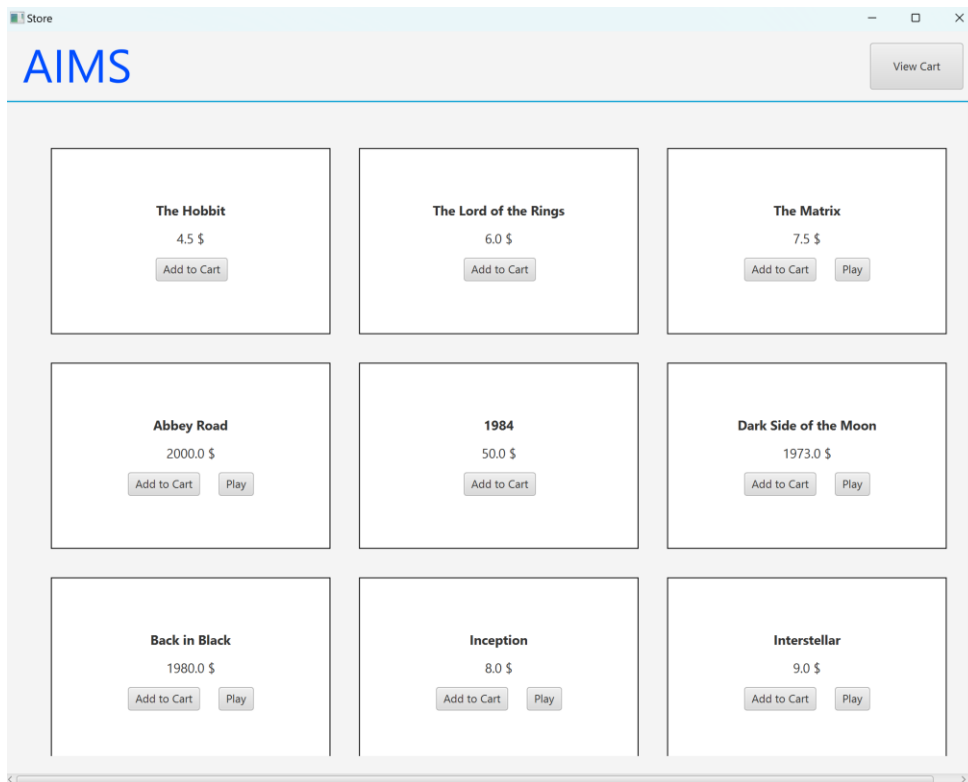 Store
AIMS
View Cart
The Hobbit
4.5 $
Add to Cart
The Lord of the Rings
6.0 $
Add to Cart
The Matrix
7.5 $
Add to Cart Play
Abbey Road
2000.0 $
Add to Cart Play
1984
50.0 $
Add to Cart
Dark Side of the Moon
1973.0 $
Add to Cart Play
Back in Black
1980.0 $
Add to Cart Play
Inception
8.0 $
Add to Cart Play
Interstellar
9.0 $
Add to Cart Play